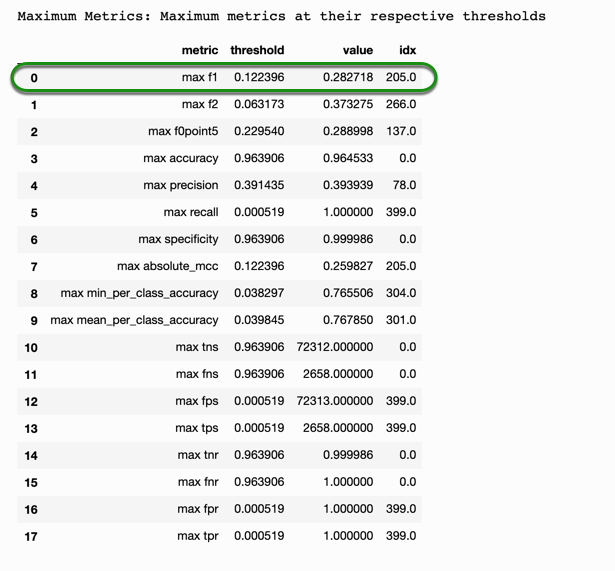 Maximum Metrics: Maximum metrics at their respective thresholds
metric threshold value idx
0 max f1 0.122396 0.282718 205.0
1 max f2 0.063173 0.373275 266.0
2 max f0point5 0.229540 0.288998 137.0
3 max accuracy 0.963906 0.964533 0.0
4 max precision 0.391435 0.393939 78.0
5 max recall 0.000519 1.000000 399.0
6 max specificity 0.963906 0.999986 0.0
7 max absolute_mcc 0.122396 0.259827 205.0
8 max min_per_class_accuracy 0.038297 0.765506 304.0
9 max mean_per_class_accuracy 0.039845 0.767850 301.0
10 max tns 0.963906 72312.000000 0.0
11 max fns 0.963906 2658.000000 0.0
12 max fps 0.000519 72313.000000 399.0
13 max tps 0.000519 2658.000000 399.0
14 max tnr 0.963906 0.999986 0.0
15 max fnr 0.963906 1.000000 0.0
16 max fpr 0.000519 1.000000 399.0
17 max tpr 0.000519 1.000000 399.0